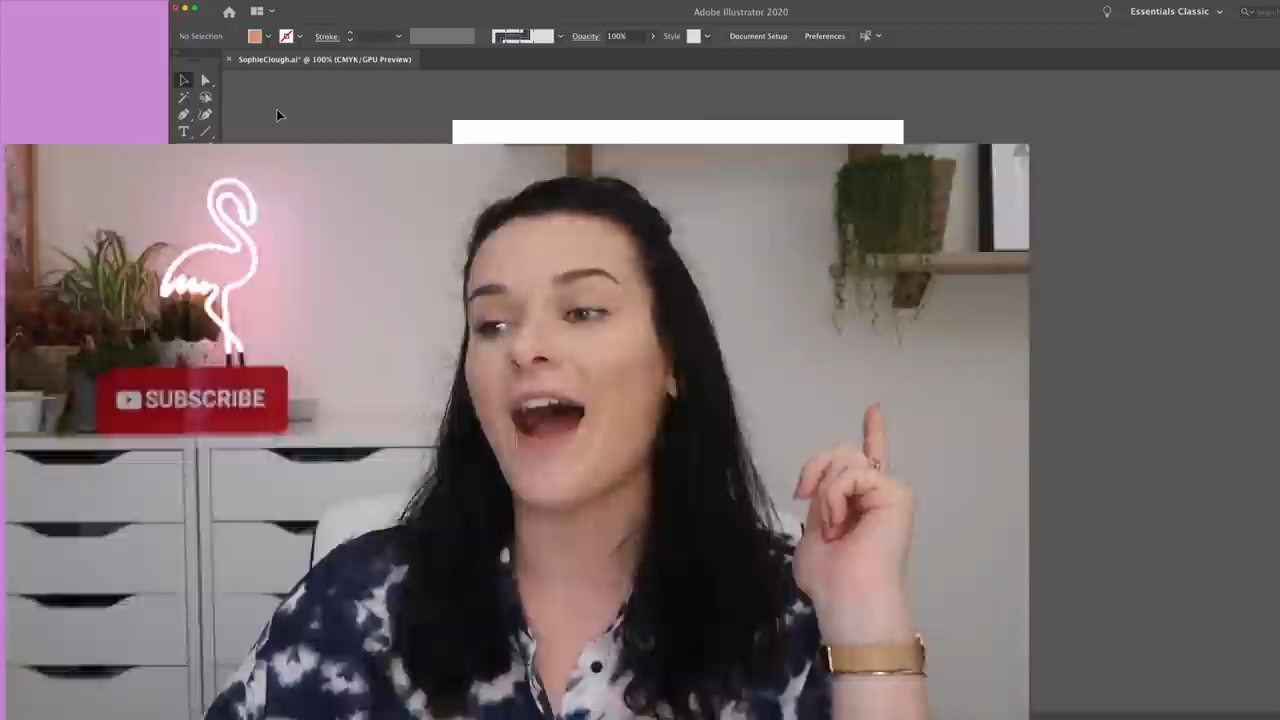 Adobe Illustrator 2020
Essentials Classic
No Selection
Stroke:
Opacity: 100%
Style
Document Setup
Preferences
SophieClough.ai* @ 100% (CMYK/GPU Preview)
T
SUBSCRIBE